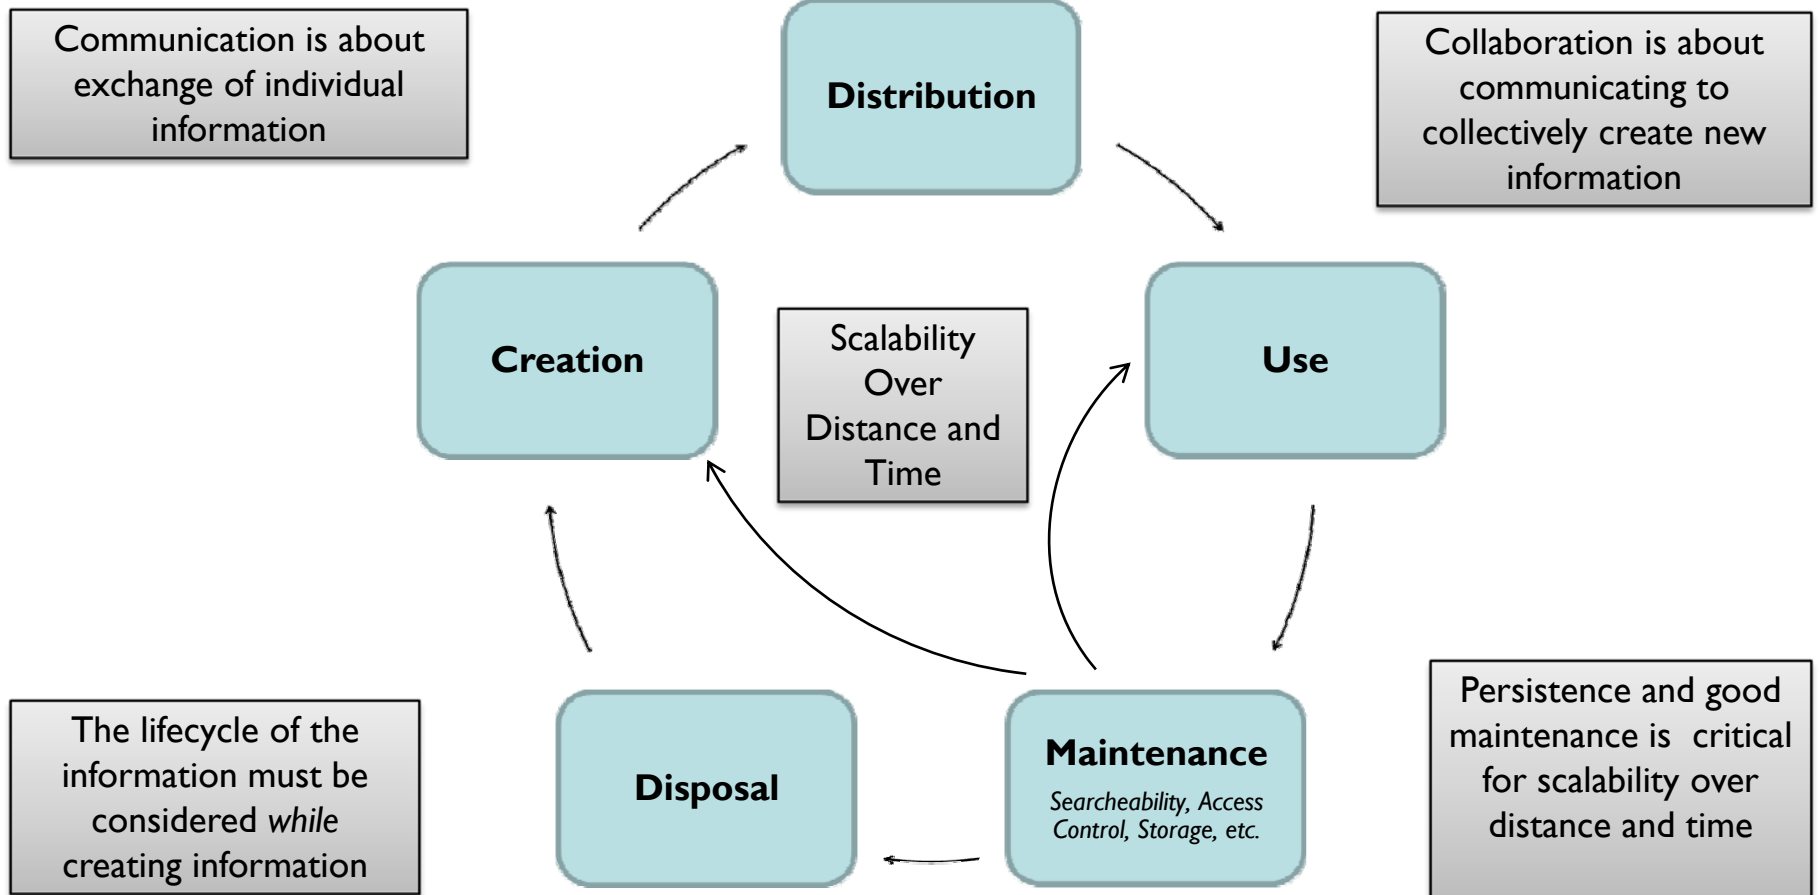 Communication is about
exchange of individual
information
Distribution
Collaboration is about
communicating to
collectively create new
information
Creation
Scalability
Over
Distance and
Time
Use
The lifecycle of the
information must be
considered while
creating information
Disposal
Maintenance
Searcheability, Access
Control, Storage, etc.
Persistence and good
maintenance is  critical
for scalability over
distance and time